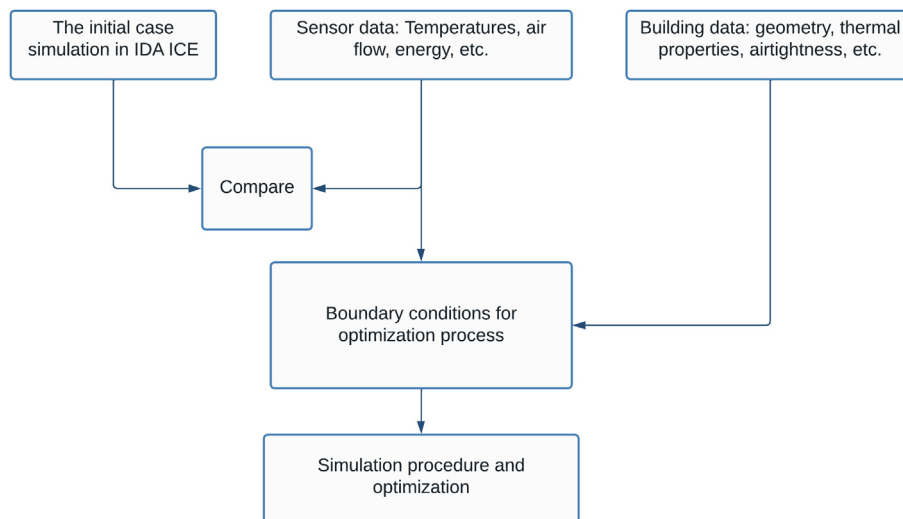 The initial case
simulation in IDA ICE
Sensor data: Temperatures, air
flow, energy, etc.
Building data: geometry, thermal
properties, airtightness, etc.
Compare
Boundary conditions for
optimization process
Simulation procedure and
optimization